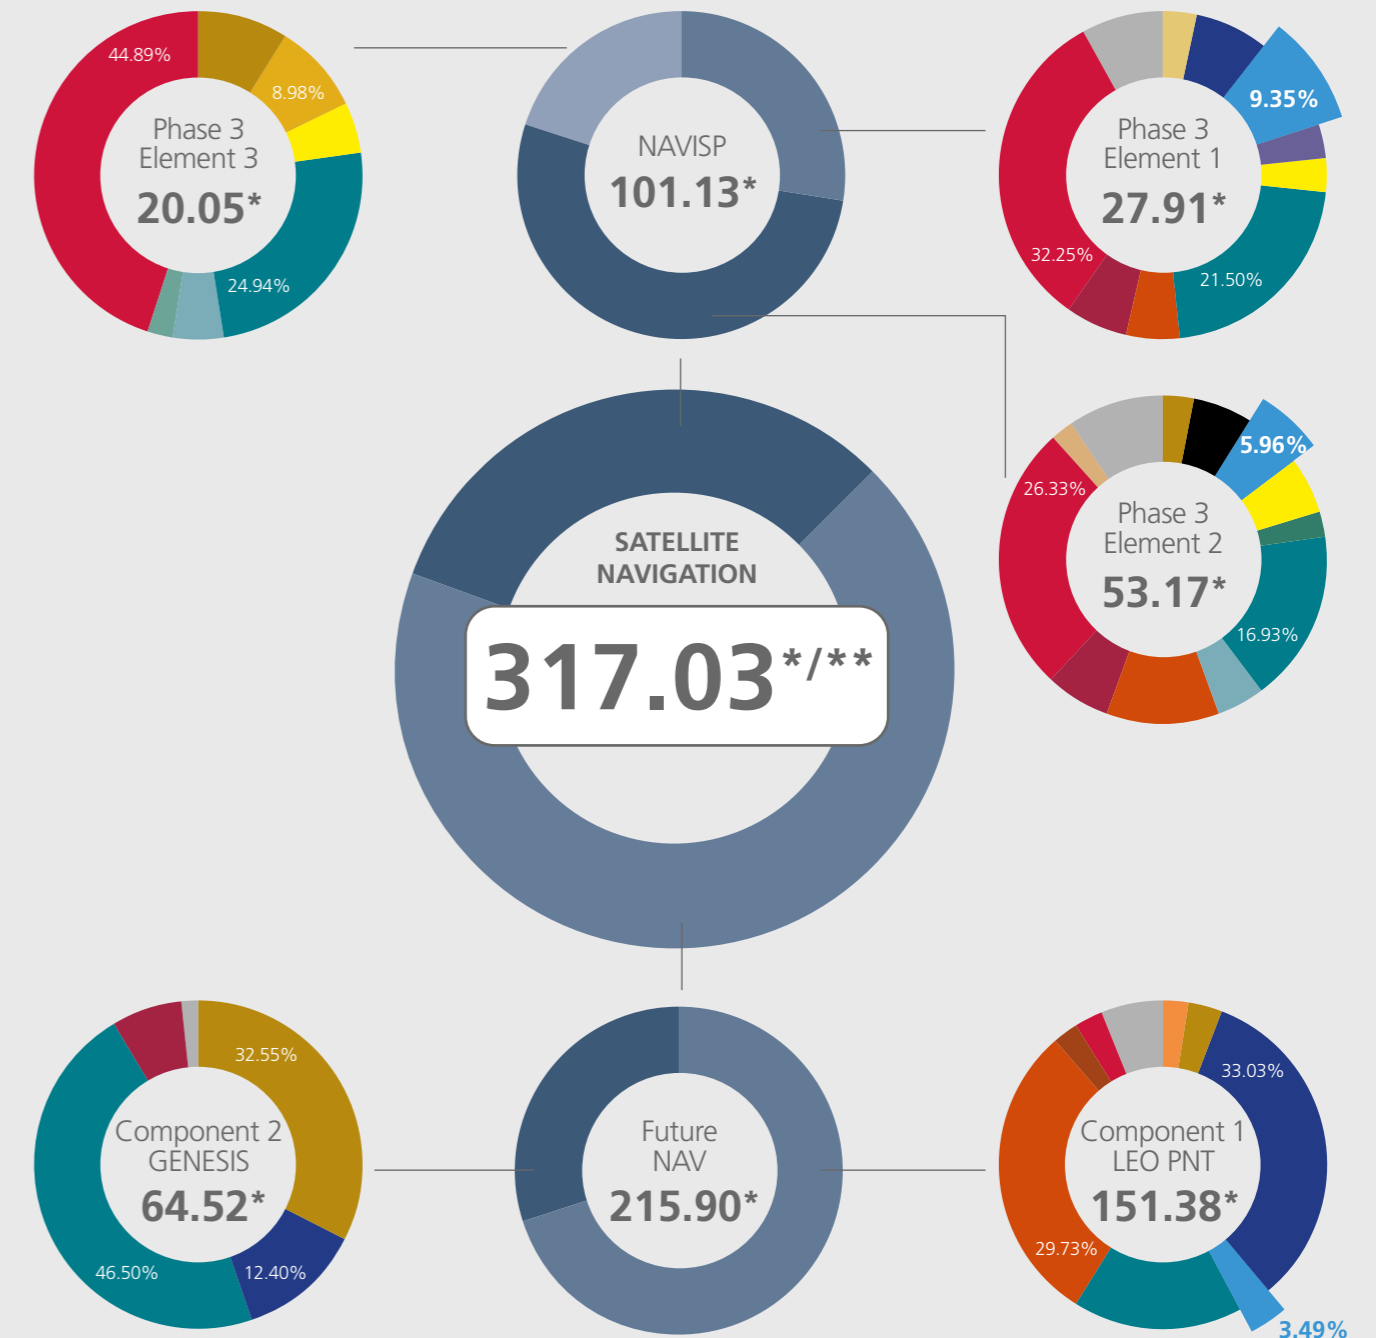 44.89%
8.98%
Phase 3
Element 3
20.05*
24.94%
NAVISP
101.13*
9.35%
Phase 3
Element 1
27.91*
32.25%
21.50%
5.96%
26.33%
Phase 3
Element 2
53.17*
16.93%
SATELLITE
NAVIGATION
317.03*/**
32.55%
Component 2
GENESIS
64.52*
46.50%
12.40%
Future
NAV
215.90*
33.03%
Component 1
LEO PNT
151.38*
29.73%
3.49%